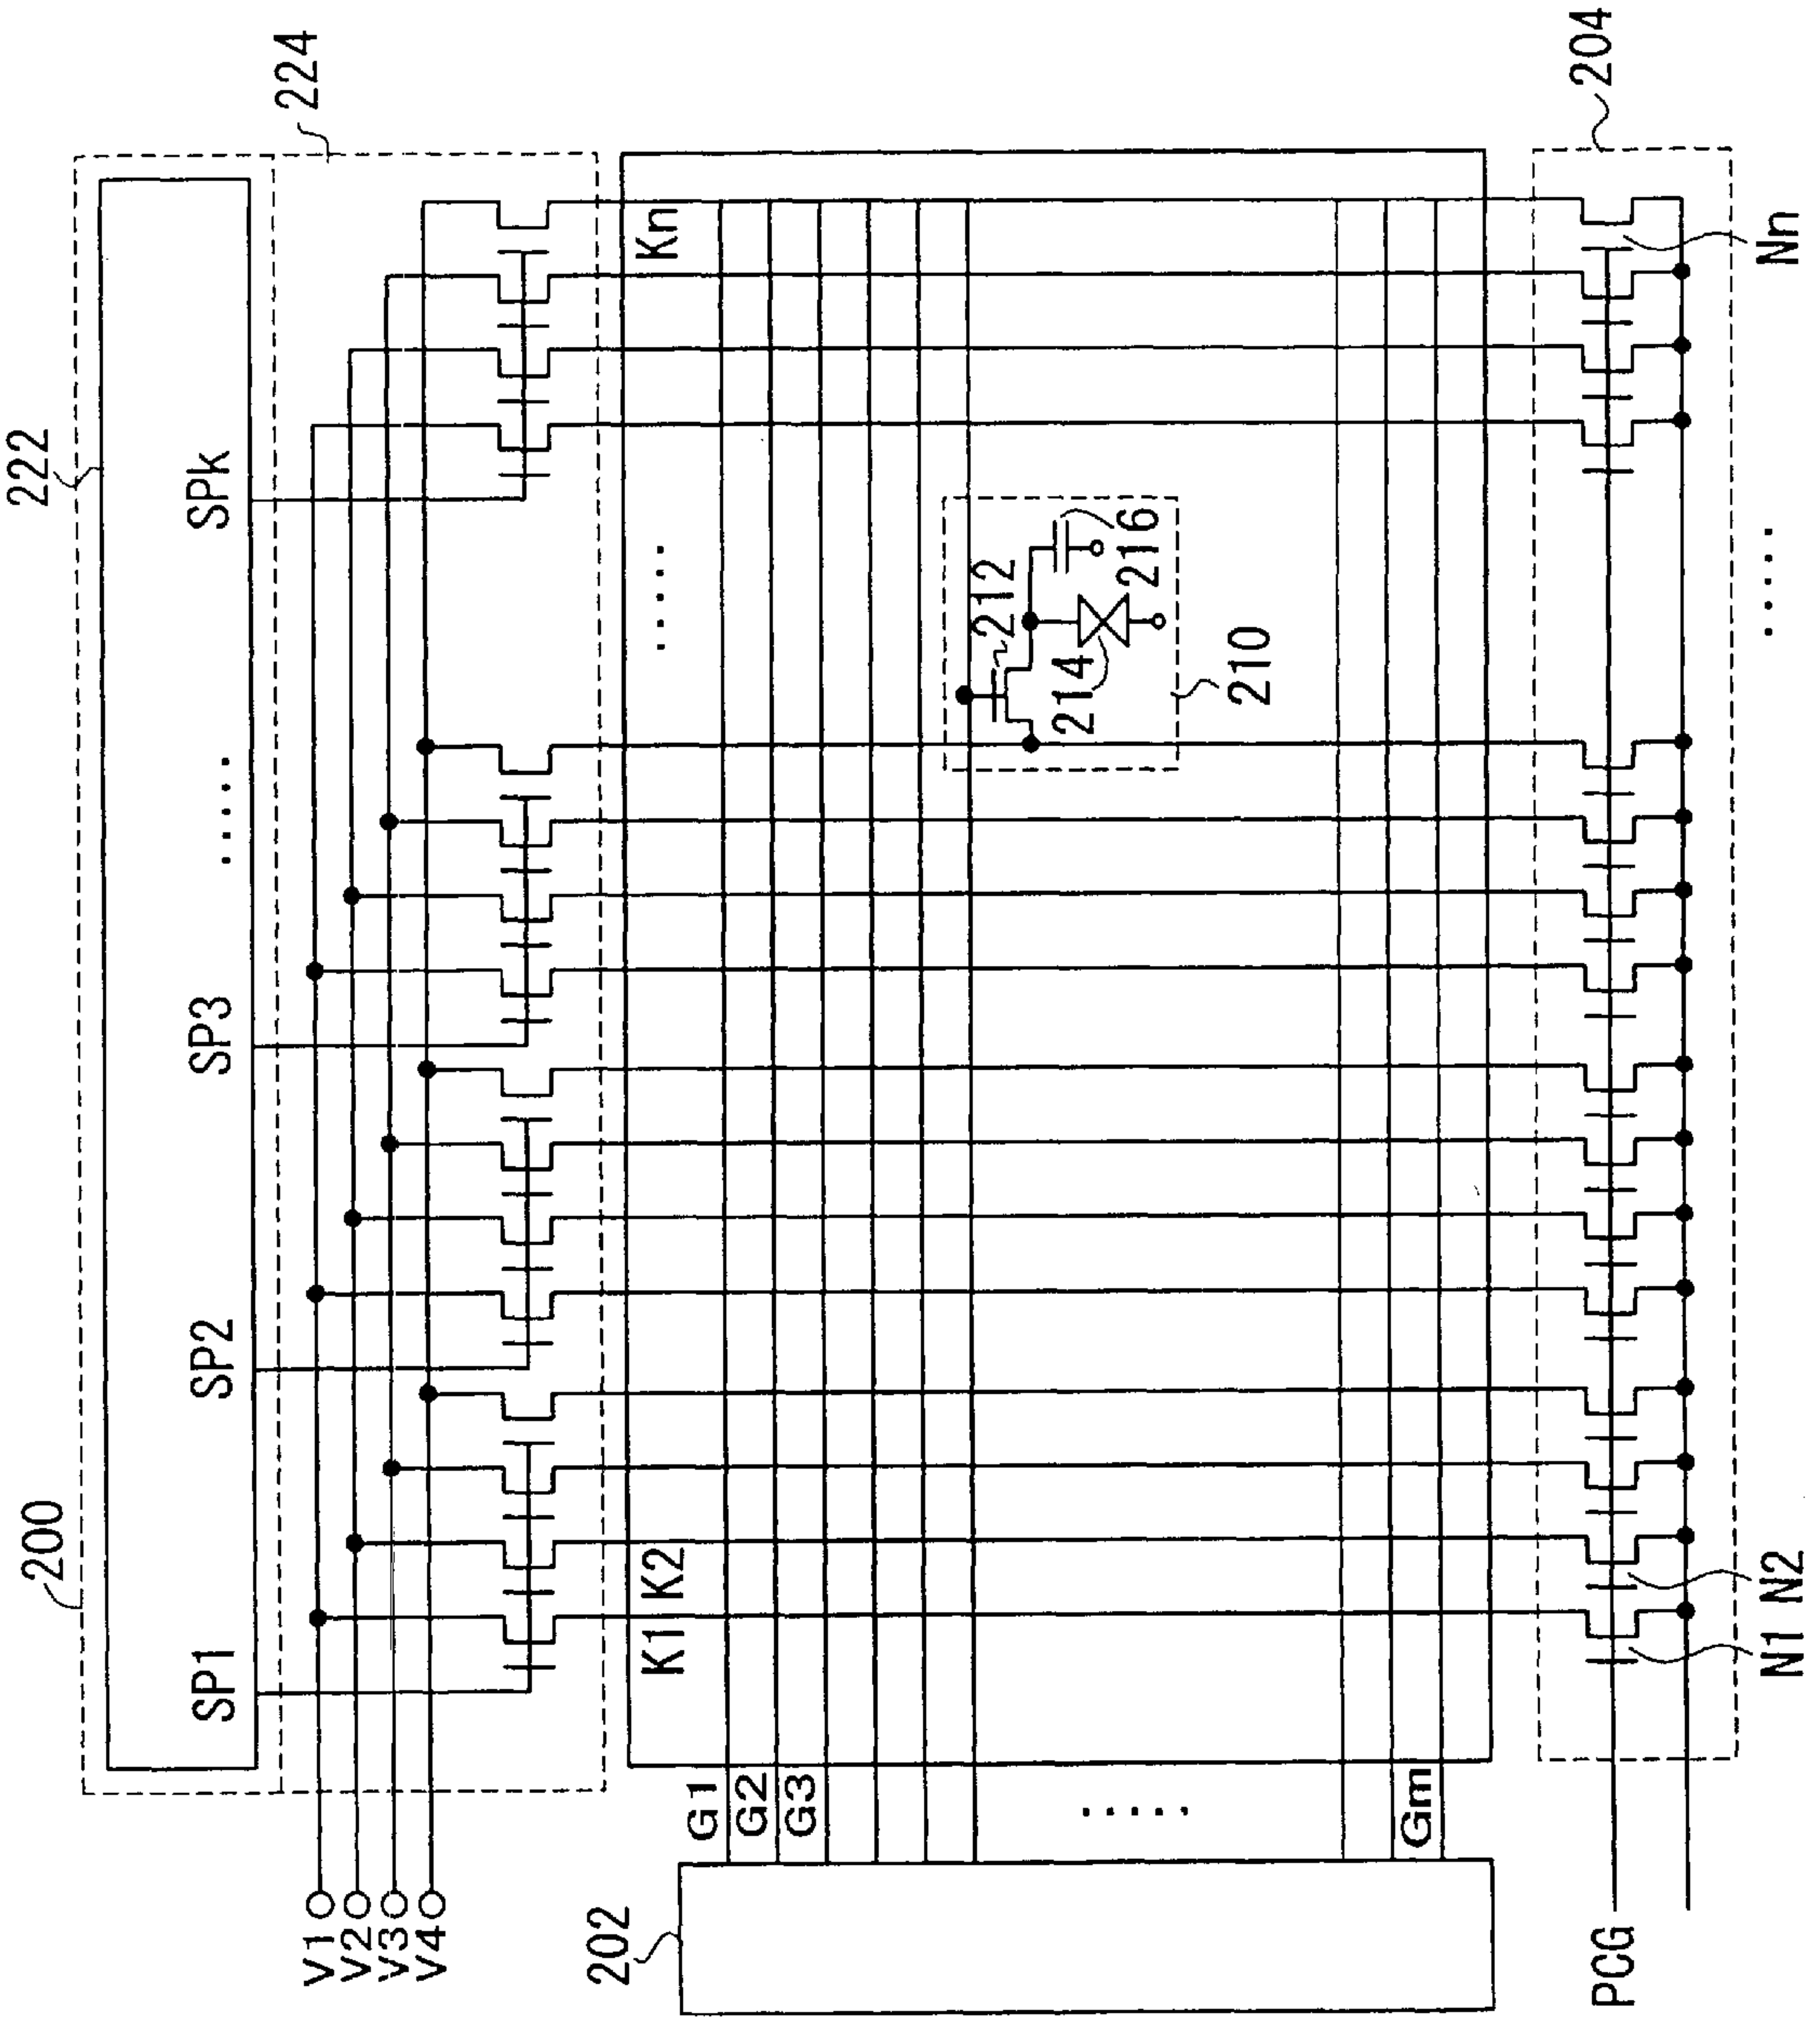 200
222
224
SP1
SP2
SP3
.....
SPk
V1
V2
V3
V4
K1
K2
.....
Kn
202
G1
G2
G3
.....
Gm
212
214
216
210
204
PCG
N1
N2
.....
Nn